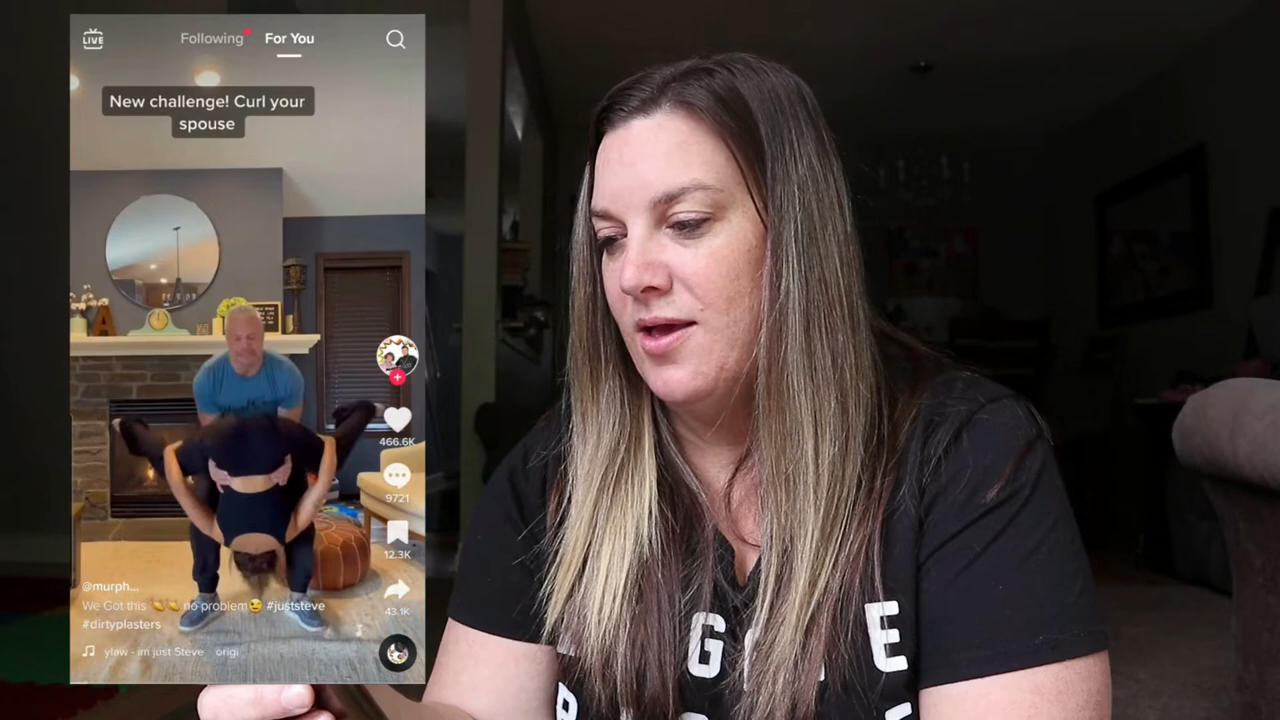 LIVE
Following For You
New challenge! Curl your
spouse
A
466.6K
9721
12.3K
43.1K
@murph...
We Got this 👏👏 no problem😉 #juststeve
#dirtyplasters
ylaw - im just Steve origi